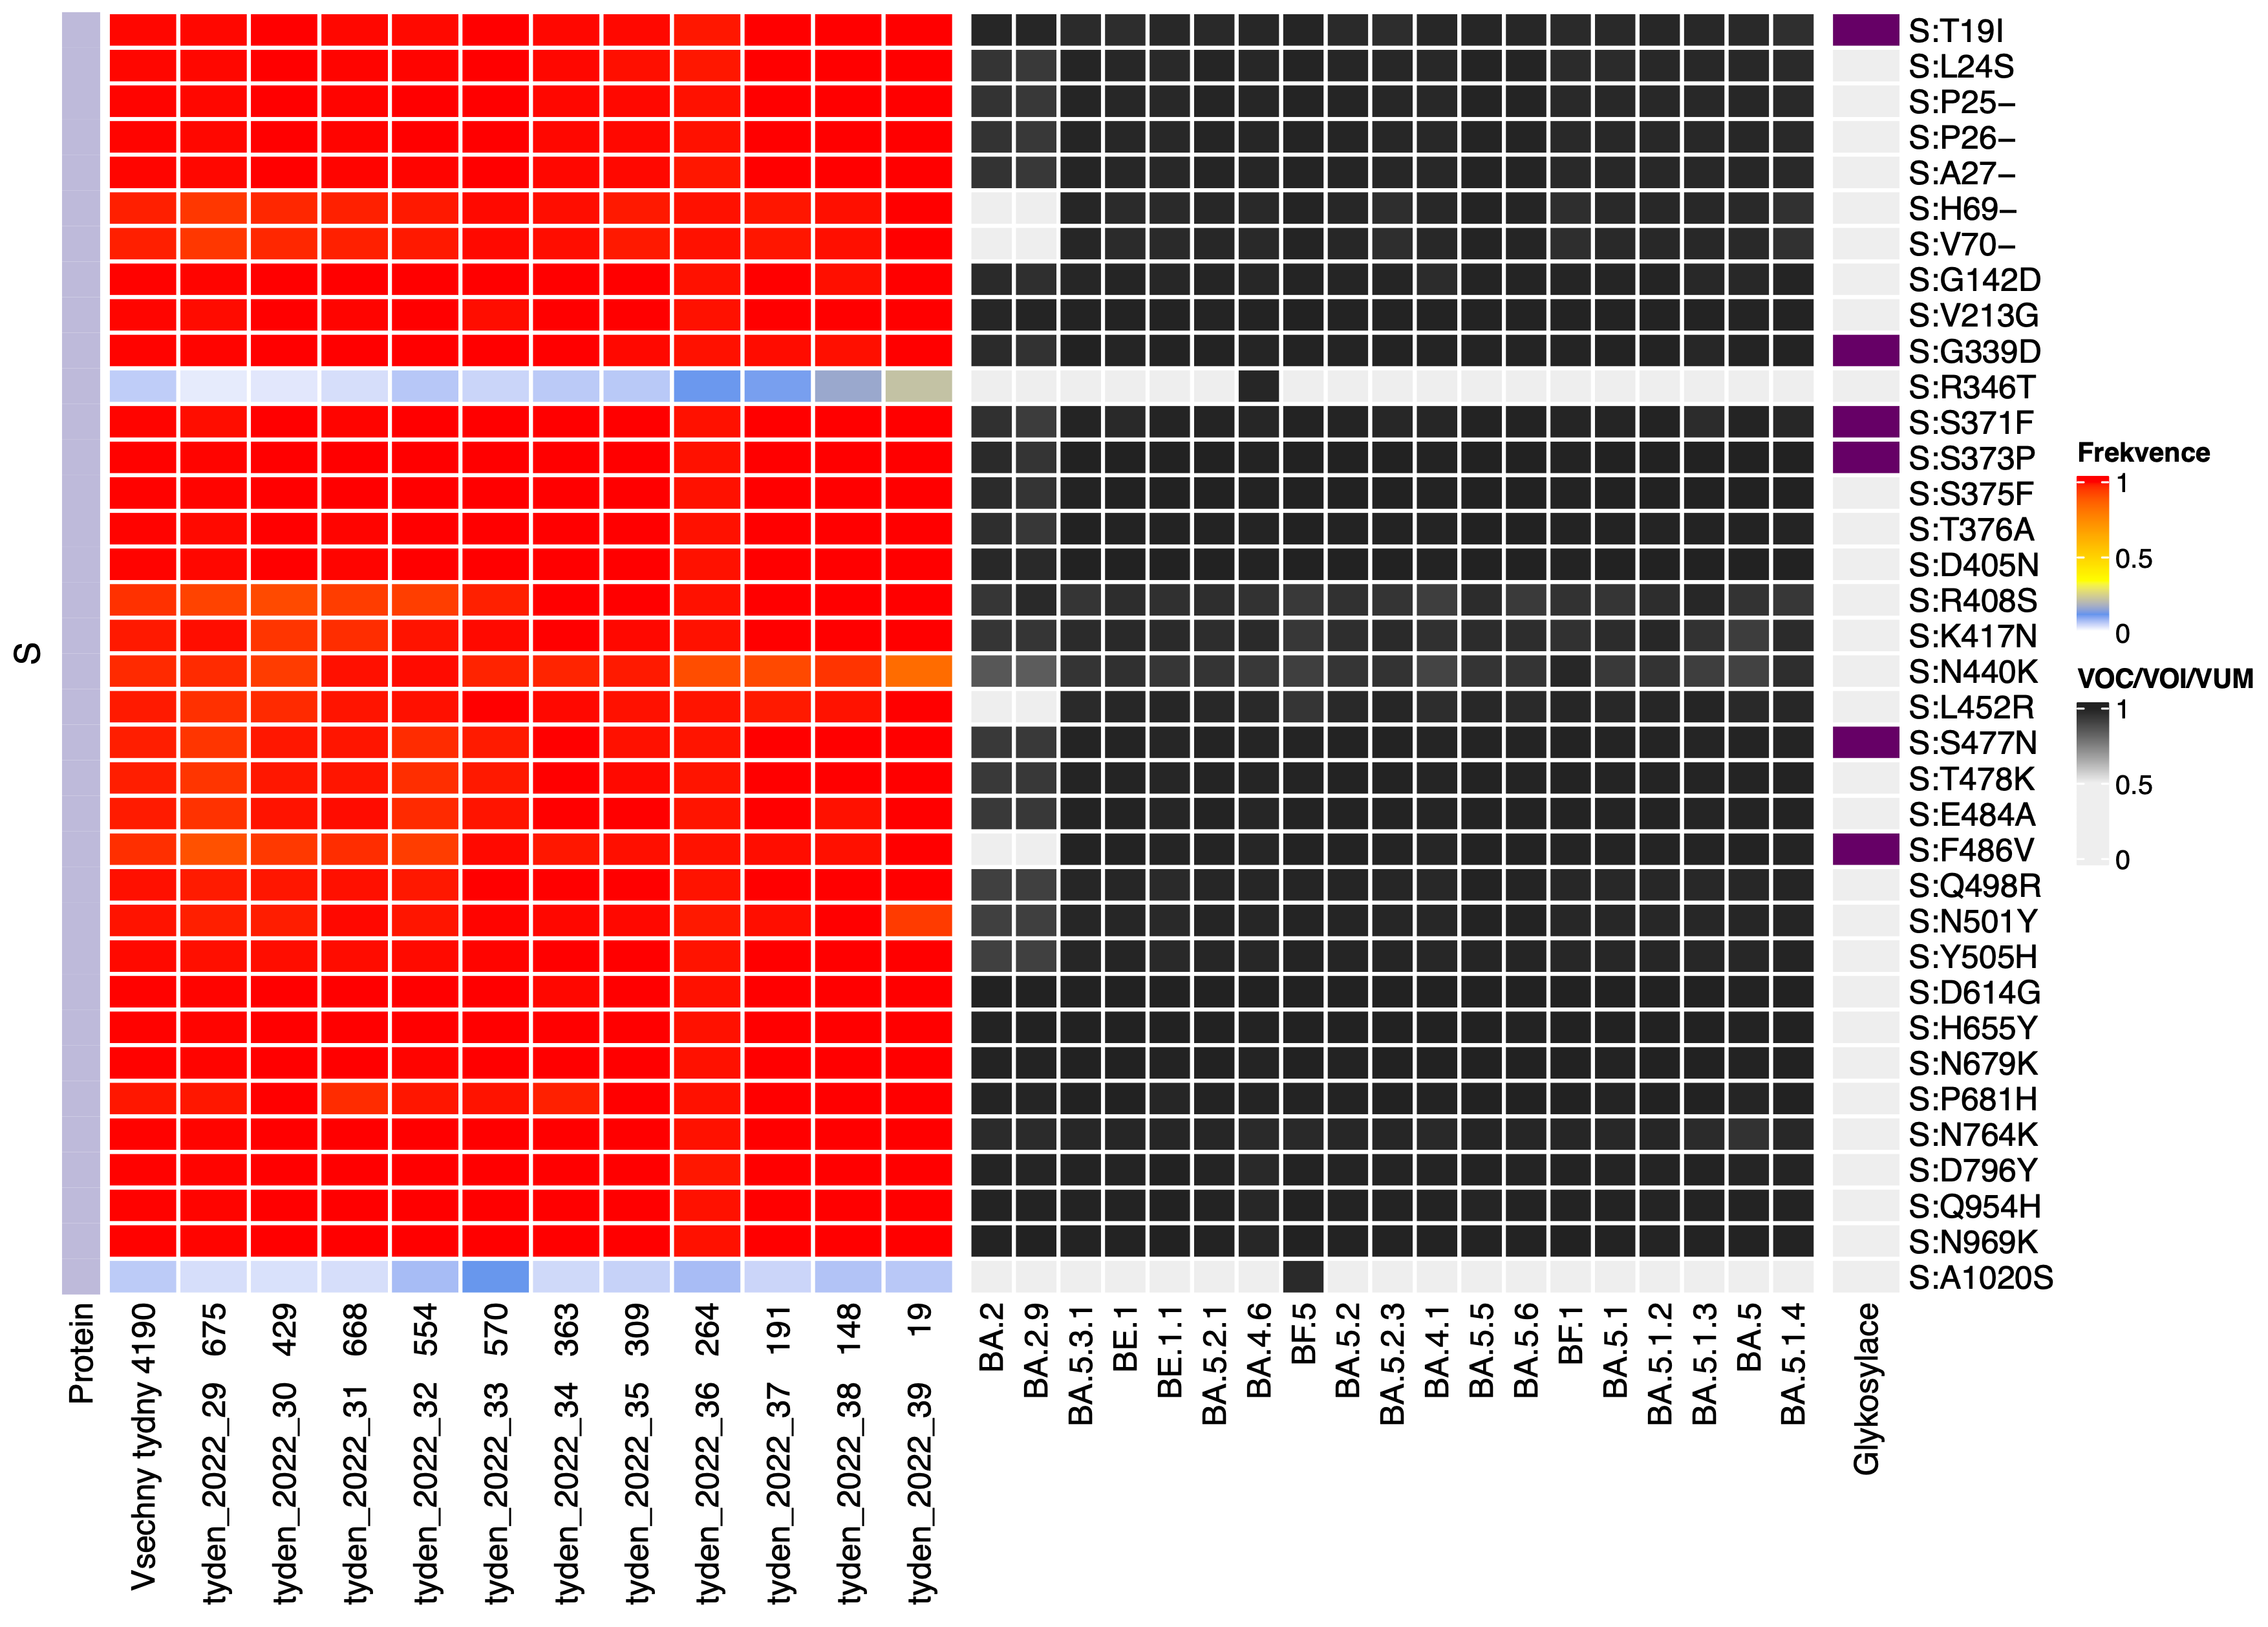 S
S:T19I
S:L24S
S:P25–
S:P26–
S:A27–
S:H69–
S:V70–
S:G142D
S:V213G
S:G339D
S:R346T
S:S371F
S:S373P
S:S375F
S:T376A
S:D405N
S:R408S
S:K417N
S:N440K
S:L452R
S:S477N
S:T478K
S:E484A
S:F486V
S:Q498R
S:N501Y
S:Y505H
S:D614G
S:H655Y
S:N679K
S:P681H
S:N764K
S:D796Y
S:Q954H
S:N969K
S:A1020S
Frekvence
1
0.5
0
VOC/VOI/VUM
1
0.5
0
Protein
Vsechny tydny 4190
tyden_2022_29 675
tyden_2022_30 429
tyden_2022_31 668
tyden_2022_32 554
tyden_2022_33 570
tyden_2022_34 363
tyden_2022_35 309
tyden_2022_36 264
tyden_2022_37 191
tyden_2022_38 148
tyden_2022_39 19
BA.2
BA.2.9
BA.5.3.1
BE.1
BE.1.1
BA.5.2.1
BA.4.6
BF.5
BA.5.2
BA.5.2.3
BA.4.1
BA.5.5
BA.5.6
BF.1
BA.5.1
BA.5.1.2
BA.5.1.3
BA.5
BA.5.1.4
Glykosylace